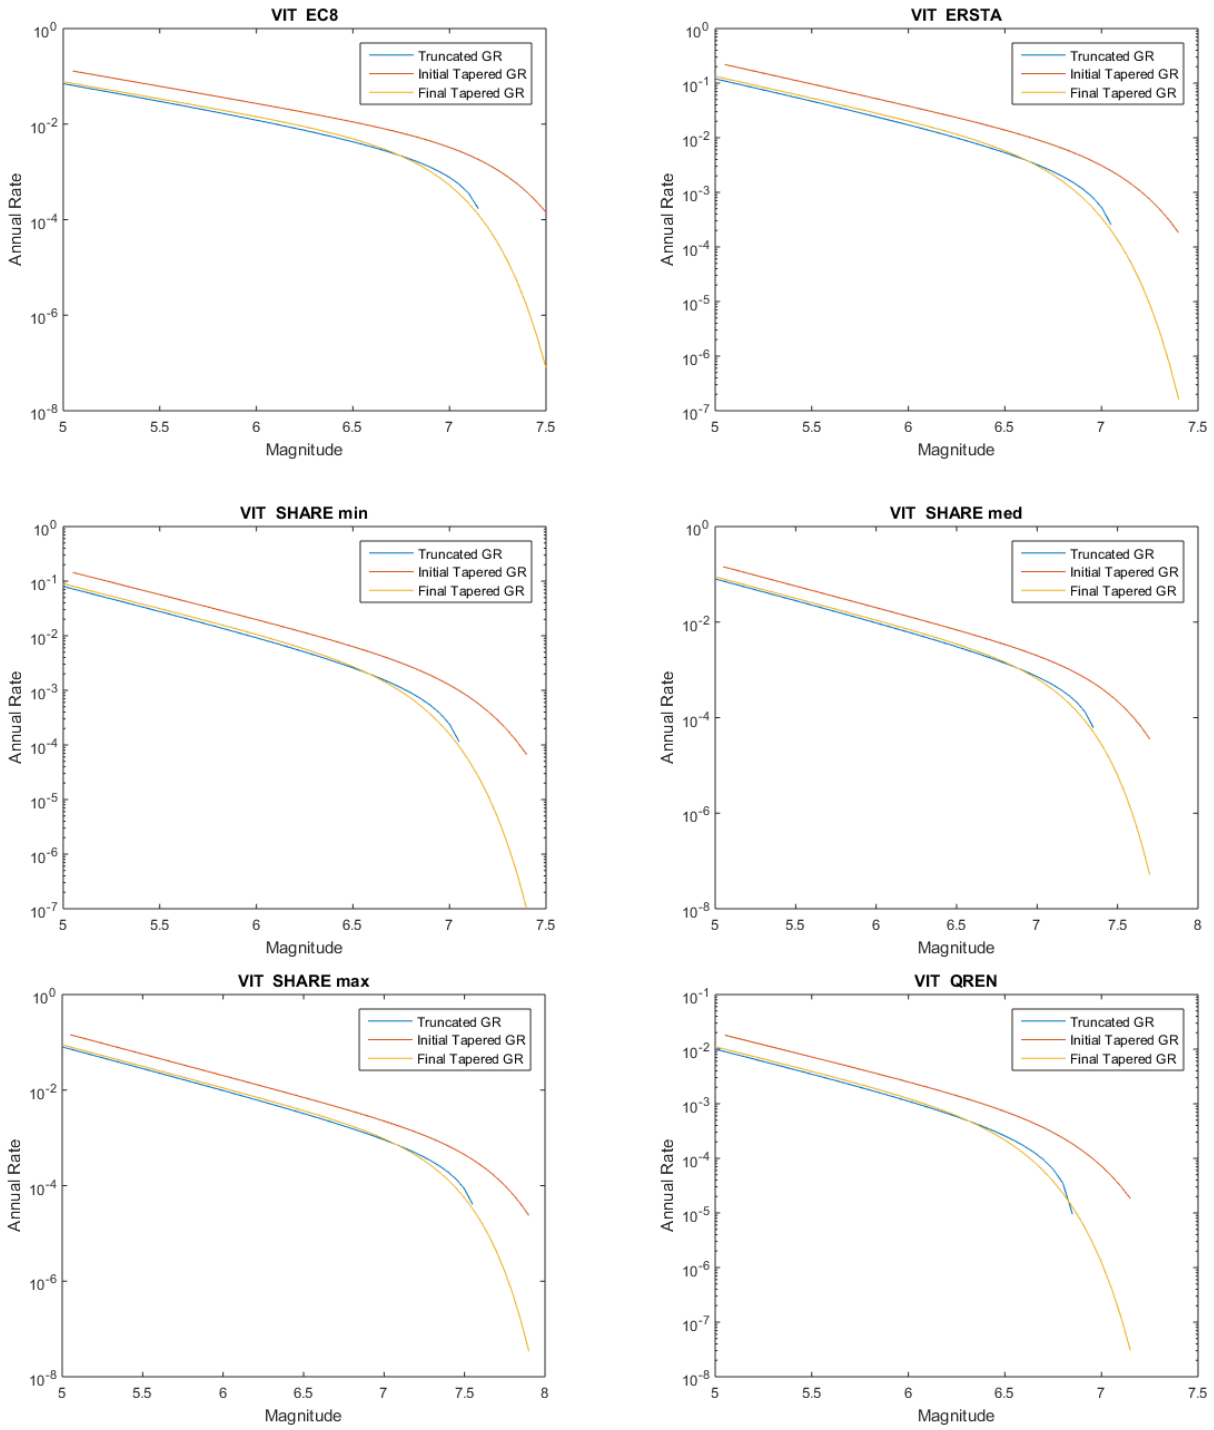 VIT EC8
10^0
10^-2
10^-4
10^-6
10^-8
Annual Rate
5 5.5 6 6.5 7 7.5
Magnitude
Truncated GR
Initial Tapered GR
Final Tapered GR
VIT ERSTA
10^0
10^-1
10^-2
10^-3
10^-4
10^-5
10^-6
10^-7
Annual Rate
5 5.5 6 6.5 7 7.5
Magnitude
Truncated GR
Initial Tapered GR
Final Tapered GR
VIT SHARE min
10^0
10^-1
10^-2
10^-3
10^-4
10^-5
10^-6
10^-7
Annual Rate
5 5.5 6 6.5 7 7.5
Magnitude
Truncated GR
Initial Tapered GR
Final Tapered GR
VIT SHARE med
10^0
10^-2
10^-4
10^-6
10^-8
Annual Rate
5 5.5 6 6.5 7 7.5 8
Magnitude
Truncated GR
Initial Tapered GR
Final Tapered GR
VIT SHARE max
10^0
10^-2
10^-4
10^-6
10^-8
Annual Rate
5 5.5 6 6.5 7 7.5 8
Magnitude
Truncated GR
Initial Tapered GR
Final Tapered GR
VIT QREN
10^-1
10^-2
10^-3
10^-4
10^-5
10^-6
10^-7
10^-8
Annual Rate
5 5.5 6 6.5 7 7.5
Magnitude
Truncated GR
Initial Tapered GR
Final Tapered GR